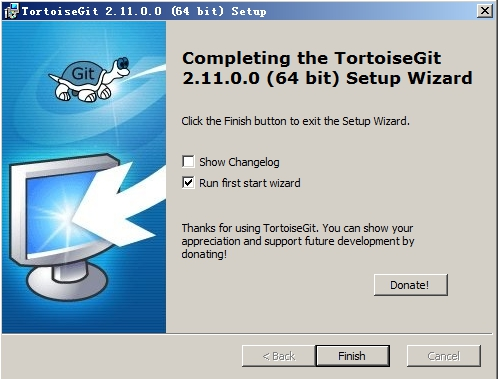 TortoiseGit 2.11.0.0 (64 bit) Setup
Git
Completing the TortoiseGit
2.11.0.0 (64 bit) Setup Wizard
Click the Finish button to exit the Setup Wizard.
Show Changelog
Run first start wizard
Thanks for using TortoiseGit. You can show your
appreciation and support future development by
donating!
Donate!
< Back
Finish
Cancel